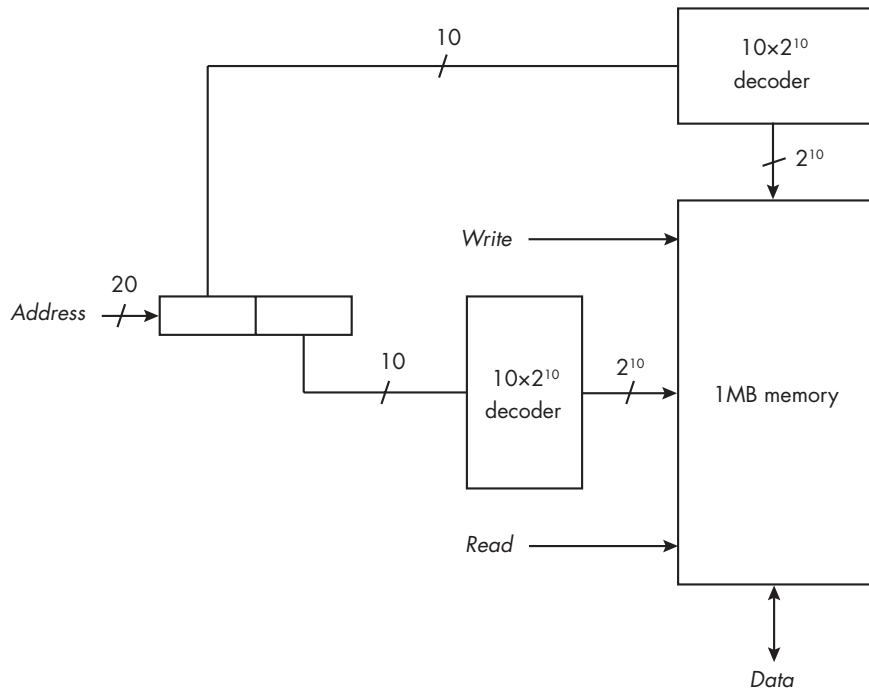 10
10×2¹⁰
decoder
2¹⁰
Write
20
Address
10
10×2¹⁰
decoder
2¹⁰
1MB memory
Read
Data